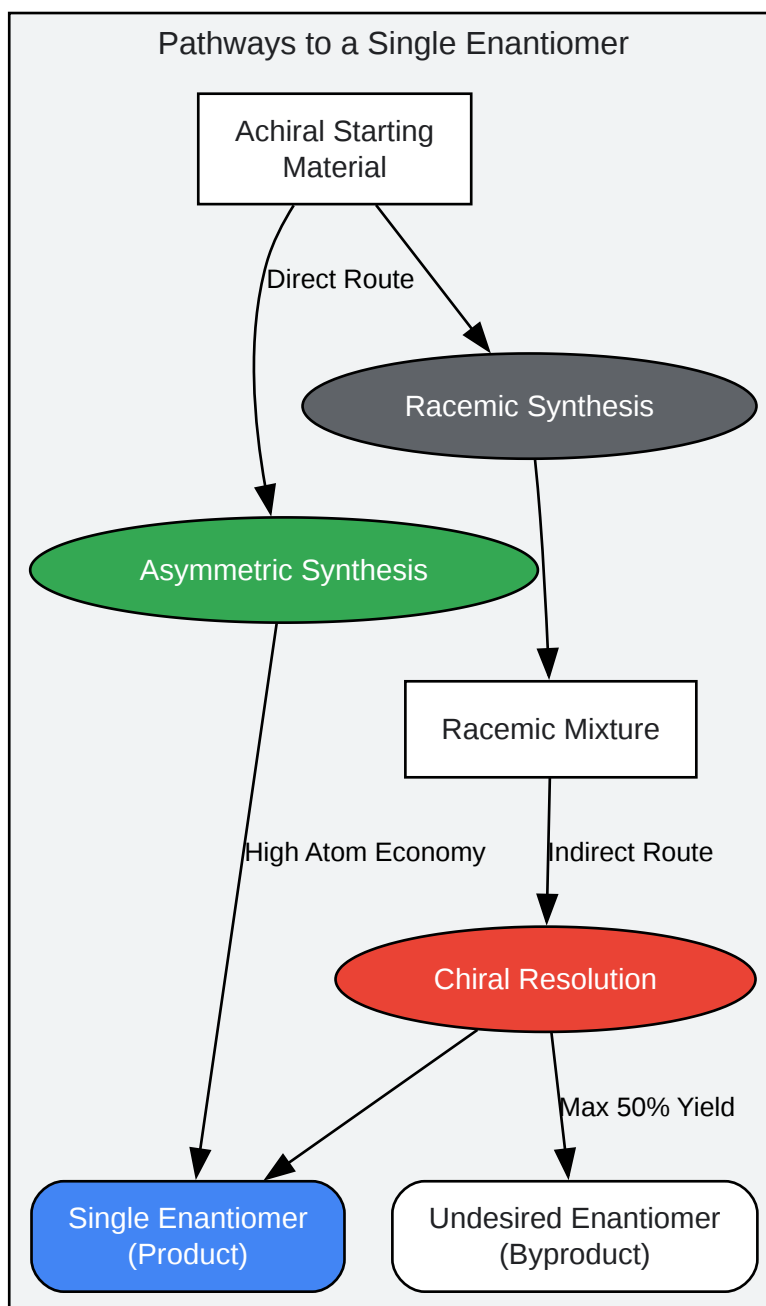 Pathways to a Single Enantiomer
Achiral Starting
Material
Direct Route
Racemic Synthesis
Asymmetric Synthesis
Racemic Mixture
High Atom Economy
Indirect Route
Chiral Resolution
Max 50% Yield
Single Enantiomer
(Product)
Undesired Enantiomer
(Byproduct)